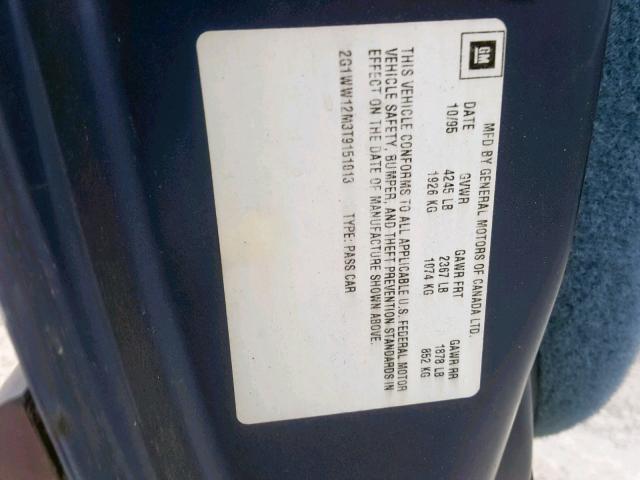 GM
MFD BY GENERAL MOTORS OF CANADA LTD.
DATE GVWR GAWR FRT GAWR RR
10/95 4245 LB 2367 LB 1878 LB
1926 KG 1074 KG 852 KG
THIS VEHICLE CONFORMS TO ALL APPLICABLE U.S. FEDERAL MOTOR
VEHICLE SAFETY, BUMPER, AND THEFT PREVENTION STANDARDS IN
EFFECT ON THE DATE OF MANUFACTURE SHOWN ABOVE.
2G1WW12M3T9151013 TYPE: PASS CAR